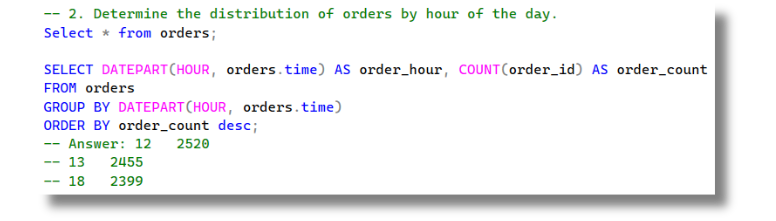 -- 2. Determine the distribution of orders by hour of the day.
Select * from orders;
SELECT DATEPART(HOUR, orders.time) AS order_hour, COUNT(order_id) AS order_count
FROM orders
GROUP BY DATEPART(HOUR, orders.time)
ORDER BY order_count desc;
-- Answer: 12   2520
-- 13   2455
-- 18   2399